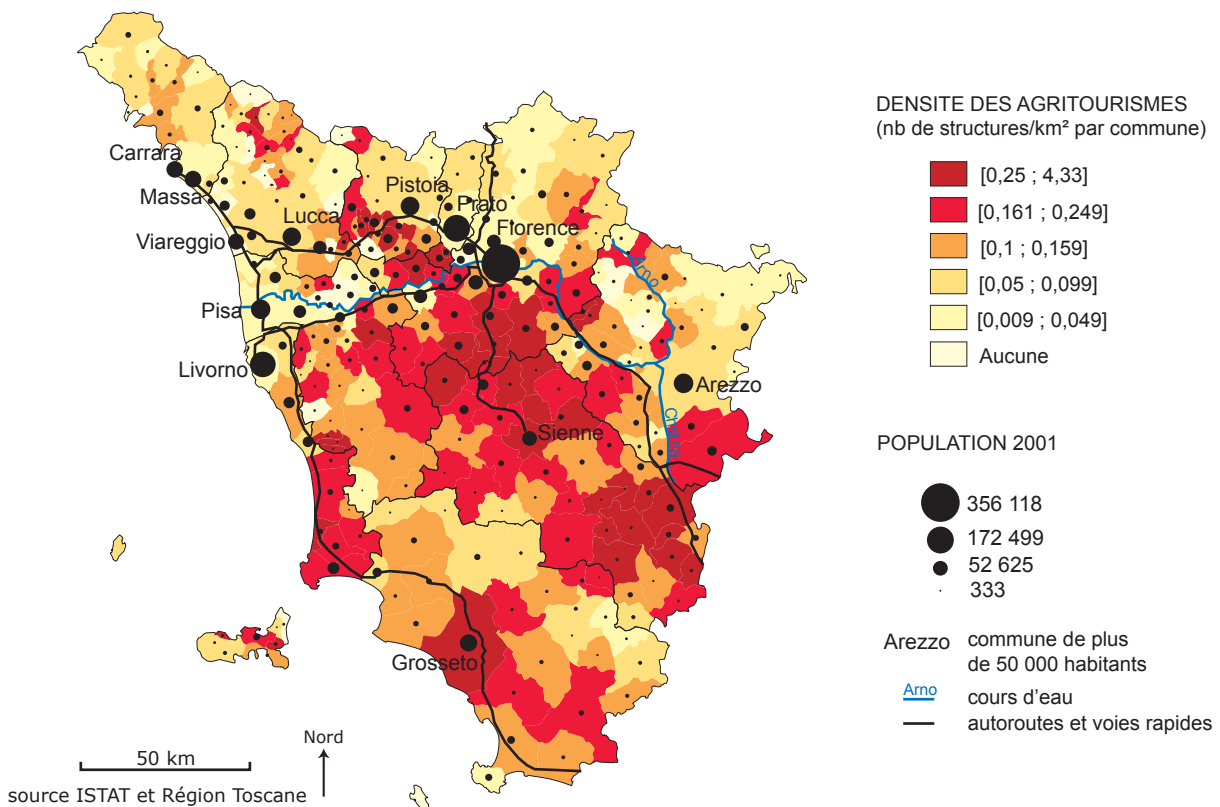 Carrara
Massa
Viareggio
Lucca
Pistoia
Prato
Florence
Pisa
Livorno
Arno
Arezzo
Chiana
Sienne
Grosseto
Nord
50 km
source ISTAT et Région Toscane
DENSITE DES AGRITOURISMES
(nb de structures/km² par commune)
[0,25 ; 4,33]
[0,161 ; 0,249]
[0,1 ; 0,159]
[0,05 ; 0,099]
[0,009 ; 0,049]
Aucune
POPULATION 2001
356 118
172 499
52 625
333
Arezzo commune de plus
de 50 000 habitants
Arno cours d'eau
autoroutes et voies rapides